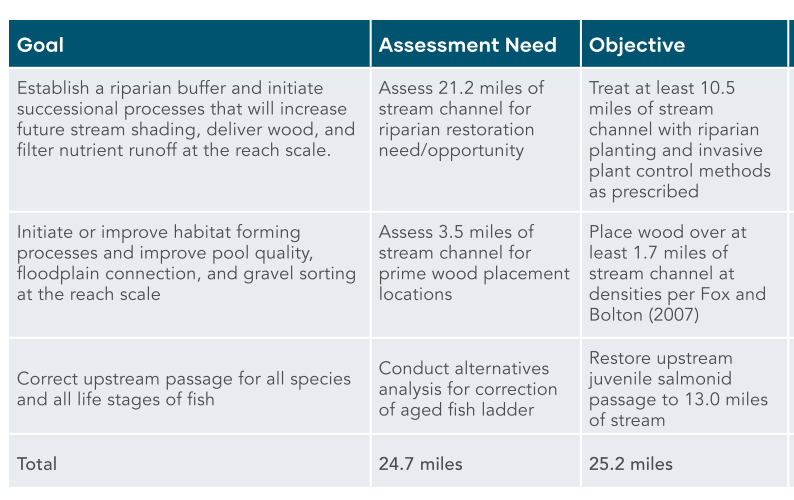 Goal
Assessment Need
Objective
Establish a riparian buffer and initiate
successional processes that will increase
future stream shading, deliver wood, and
filter nutrient runoff at the reach scale.
Assess 21.2 miles of
stream channel for
riparian restoration
need/opportunity
Treat at least 10.5
miles of stream
channel with riparian
planting and invasive
plant control methods
as prescribed
Initiate or improve habitat forming
processes and improve pool quality,
floodplain connection, and gravel sorting
at the reach scale
Assess 3.5 miles of
stream channel for
prime wood placement
locations
Place wood over at
least 1.7 miles of
stream channel at
densities per Fox and
Bolton (2007)
Correct upstream passage for all species
and all life stages of fish
Conduct alternatives
analysis for correction
of aged fish ladder
Restore upstream
juvenile salmonid
passage to 13.0 miles
of stream
Total
24.7 miles
25.2 miles